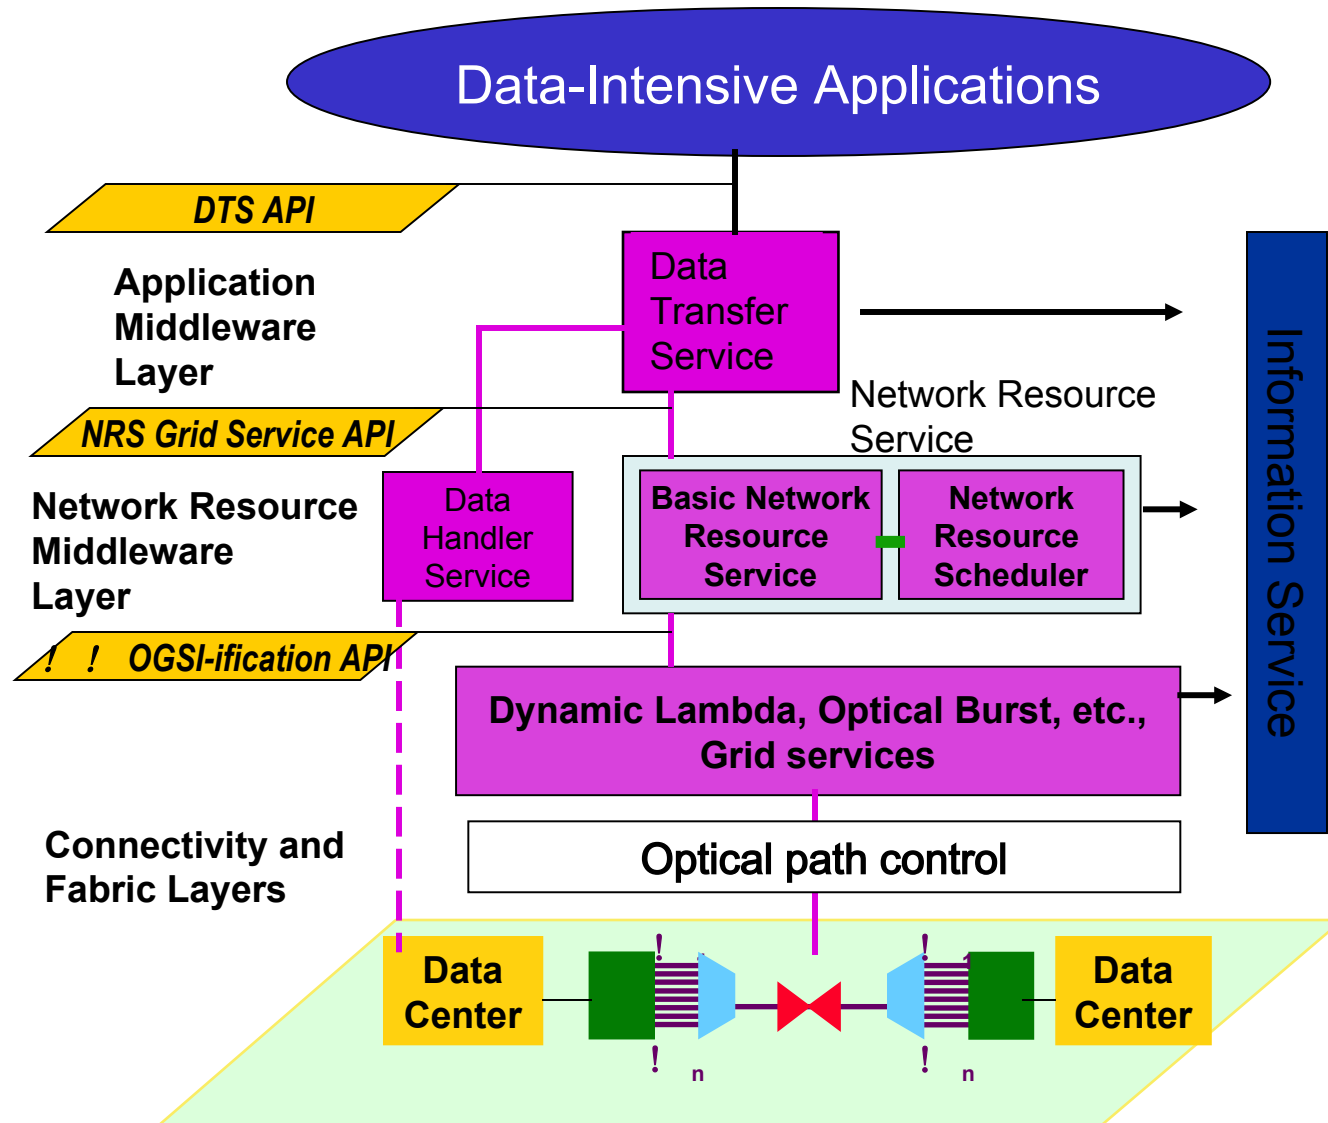 Data-Intensive Applications
DTS API
Application
Middleware
Layer
Data
Transfer
Service
NRS Grid Service API
Network Resource
Service
Network Resource
Middleware
Layer
Data
Handler
Service
Basic Network
Resource
Service
Network
Resource
Scheduler
Information Service
! ! OGSI-ification API
Dynamic Lambda, Optical Burst, etc.,
Grid services
Connectivity and
Fabric Layers
Optical path control
Data
Center
!
! 1
Data
Center
! n
! n